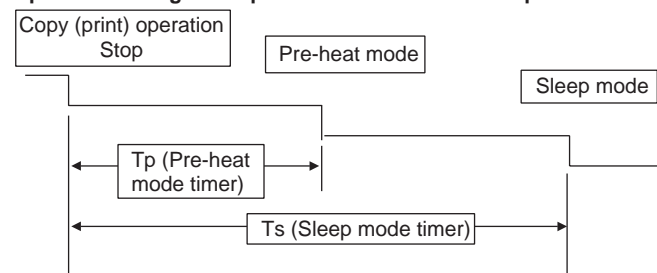 Copy (print) operation
Stop
Pre-heat mode
Sleep mode
Tp (Pre-heat
mode timer)
Ts (Sleep mode timer)